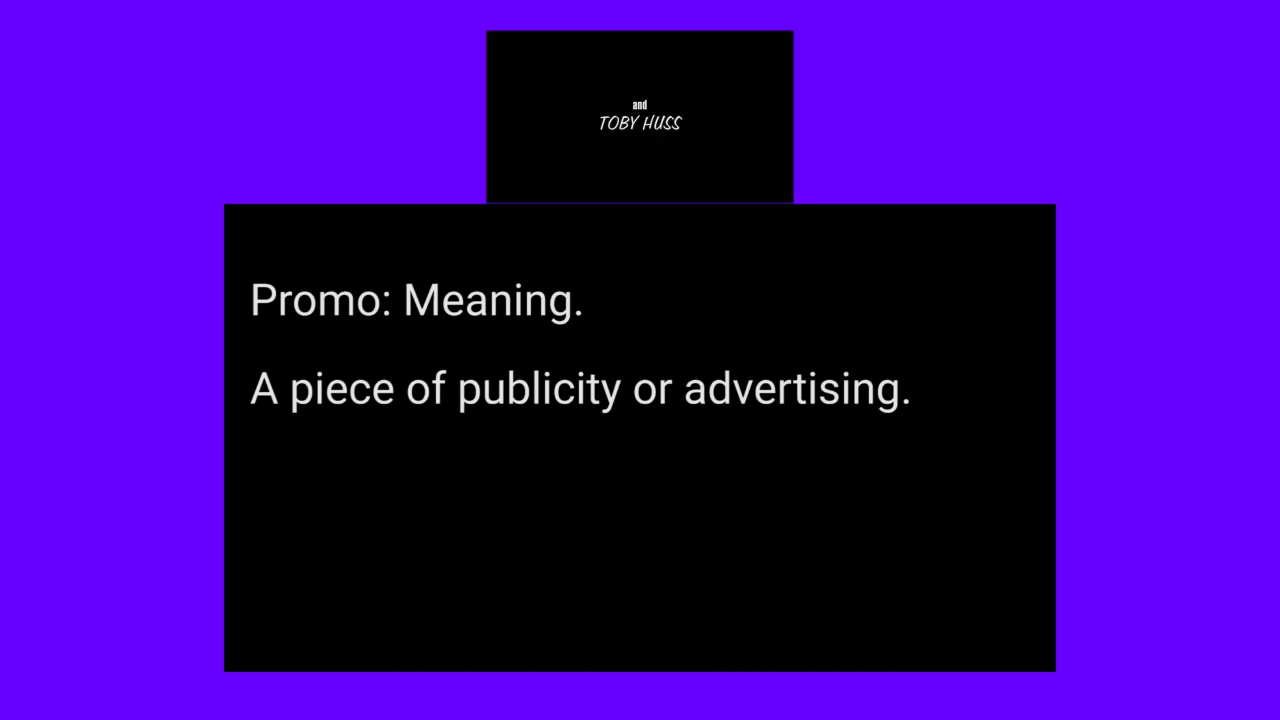 and
TOBY HUSS
Promo: Meaning.
A piece of publicity or advertising.